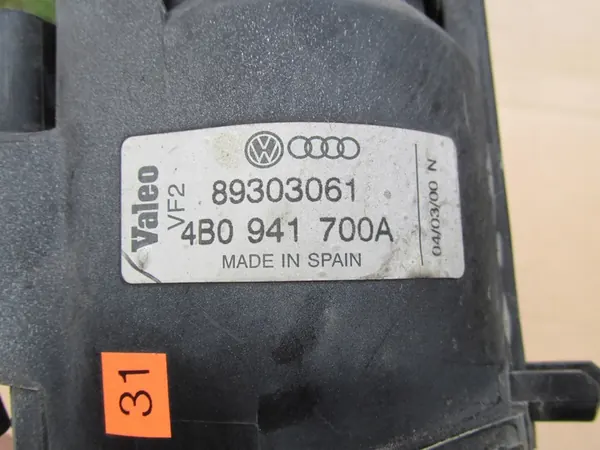 Valeo
VF2
89303061
4B0 941 700A
MADE IN SPAIN
04/03/00 N
31